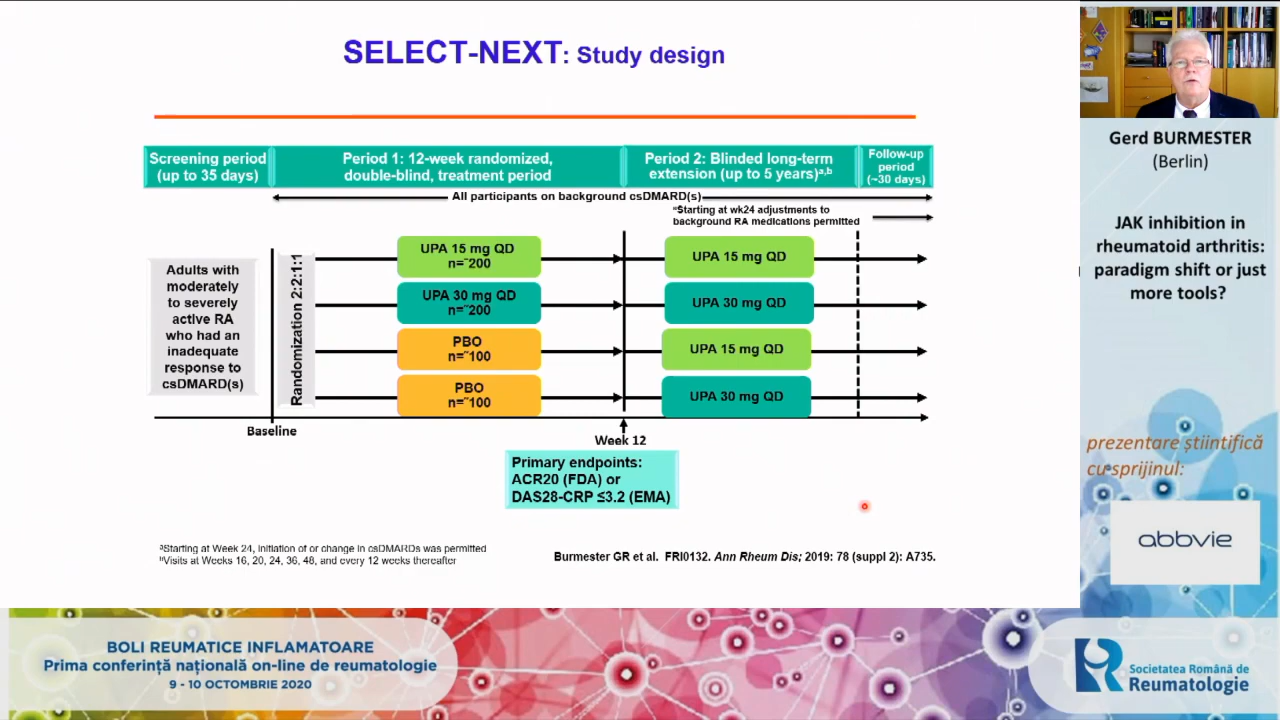 SELECT-NEXT: Study design
Screening period
(up to 35 days)
Period 1: 12-week randomized,
double-blind, treatment period
Period 2: Blinded long-term
extension (up to 5 years)a,b
Follow-up
period
(~30 days)
All participants on background csDMARD(s)
"Starting at wk24 adjustments to
background RA medications permitted
Adults with
moderately
to severely
active RA
who had an
inadequate
response to
csDMARD(s)
Randomization 2:2:1:1
UPA 15 mg QD
n=~200
UPA 15 mg QD
UPA 30 mg QD
n=~200
UPA 30 mg QD
PBO
n=~100
UPA 15 mg QD
PBO
n=~100
UPA 30 mg QD
Baseline
Week 12
Primary endpoints:
ACR20 (FDA) or
DAS28-CRP ≤3.2 (EMA)
aStarting at Week 24, initiation of or change in csDMARDs was permitted
bVisits at Weeks 16, 20, 24, 36, 48, and every 12 weeks thereafter
Burmester GR et al. FRI0132. Ann Rheum Dis; 2019: 78 (suppl 2): A735.
Gerd BURMESTER
(Berlin)
JAK inhibition in
rheumatoid arthritis:
paradigm shift or just
more tools?
prezentare științifică
cu sprijinul:
abbvie
BOLI REUMATICE INFLAMATOARE
Prima conferință națională on-line de reumatologie
9 - 10 OCTOMBRIE 2020
Societatea Română de
Reumatologie